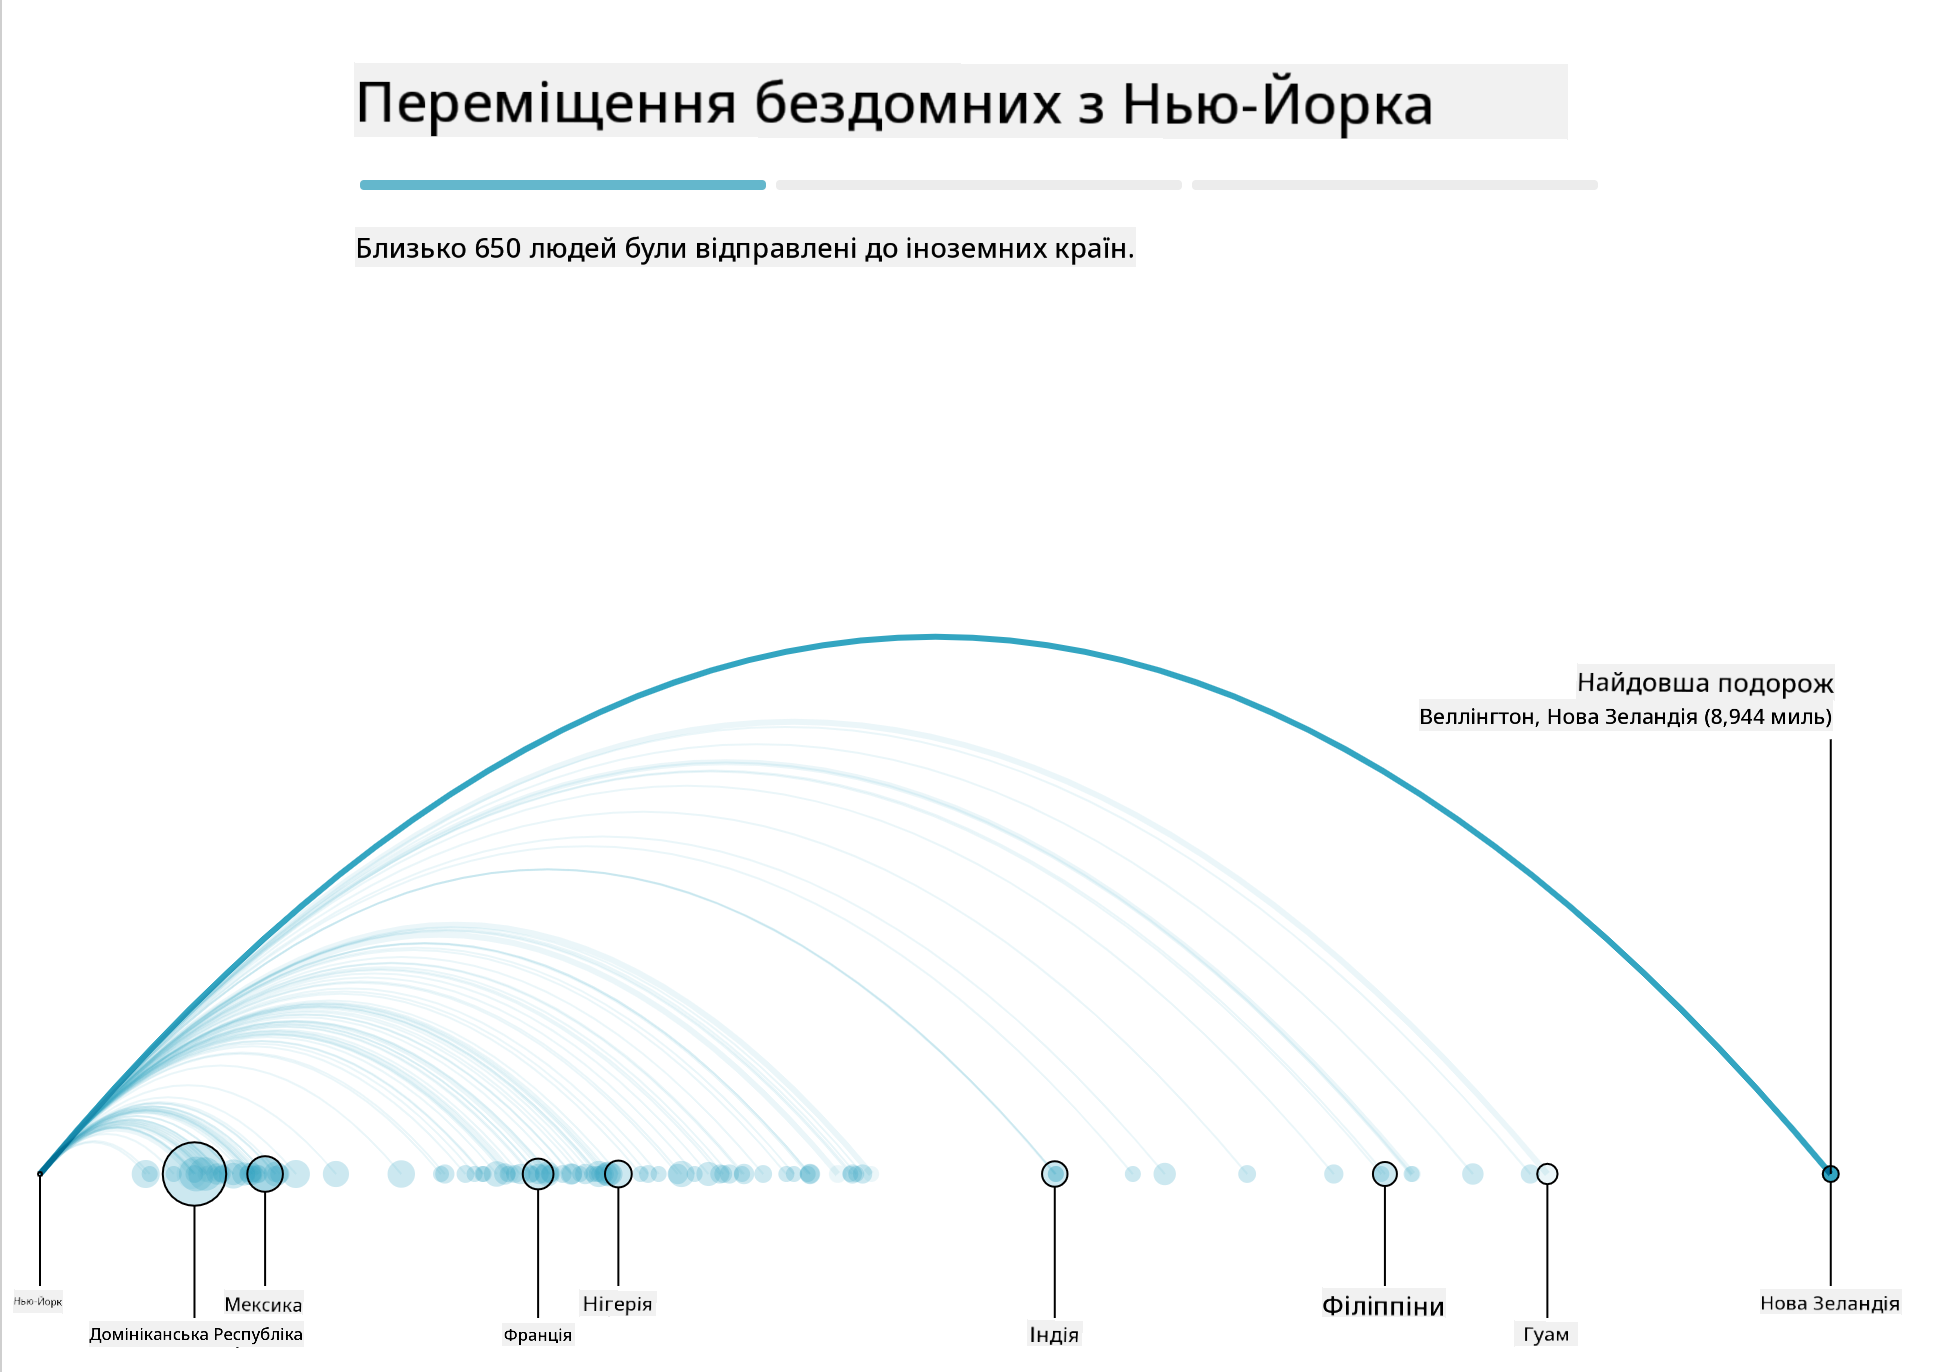 Переміщення бездомних з Нью-Йорка
Близько 650 людей були відправлені до іноземних країн.
Найдовша подорож
Веллінгтон, Нова Зеландія (8,944 миль)
Нью-Йорк
Домініканська Республіка
Мексика
Франція
Нігерія
Індія
Філіппіни
Гуам
Нова Зеландія